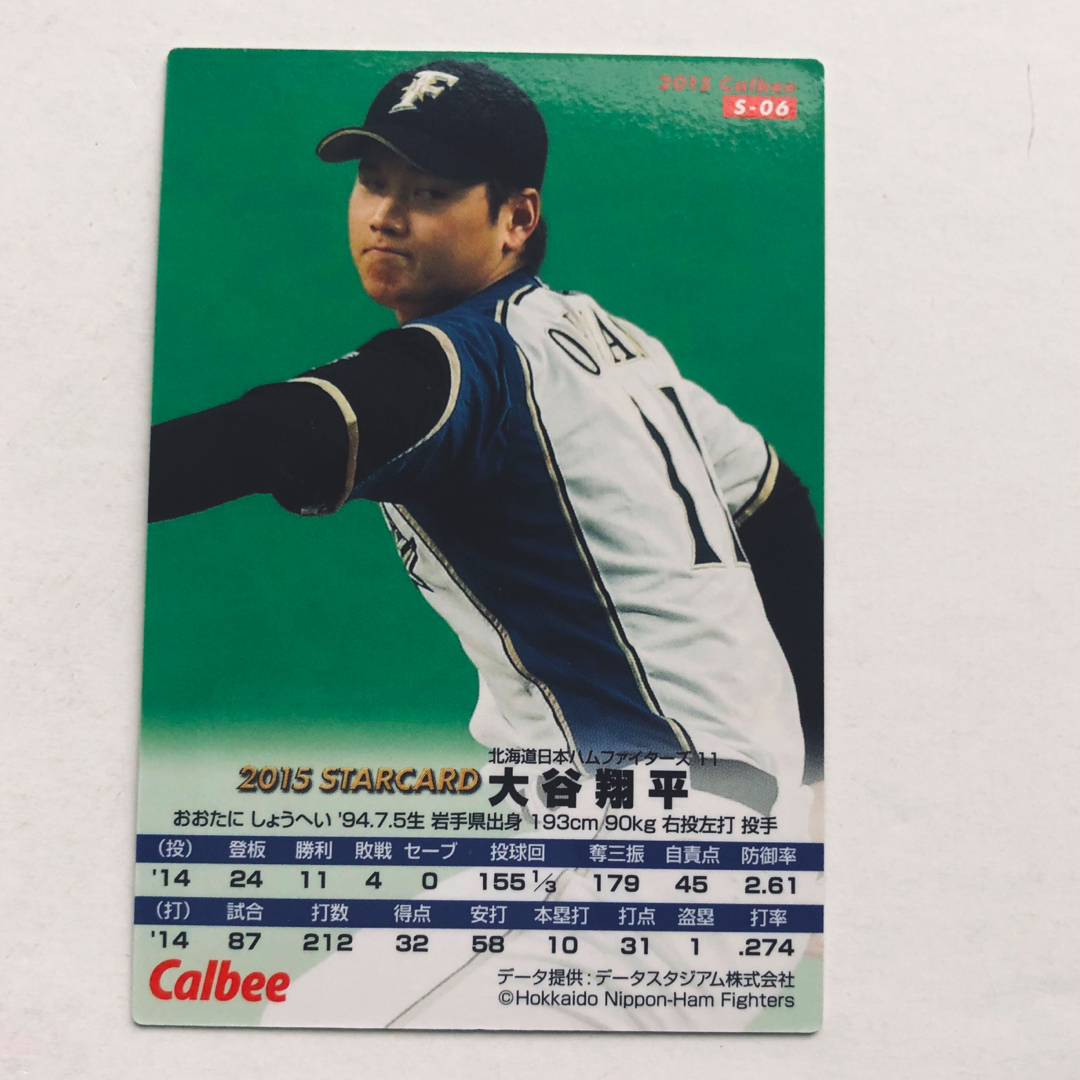 F
2015 Calbee
S-06
11
北海道日本ハムファイターズ 11
2015 STARCARD 大谷翔平
おおたに しょうへい '94.7.5生 岩手県出身 193cm 90kg 右投左打 投手
(投) 登板 勝利 敗戦 セーブ 投球回 奪三振 自責点 防御率
'14 24 11 4 0 155 1/3 179 45 2.61
(打) 試合 打数 得点 安打 本塁打 打点 盗塁 打率
'14 87 212 32 58 10 31 1 .274
Calbee
データ提供:データスタジアム株式会社
©Hokkaido Nippon-Ham Fighters